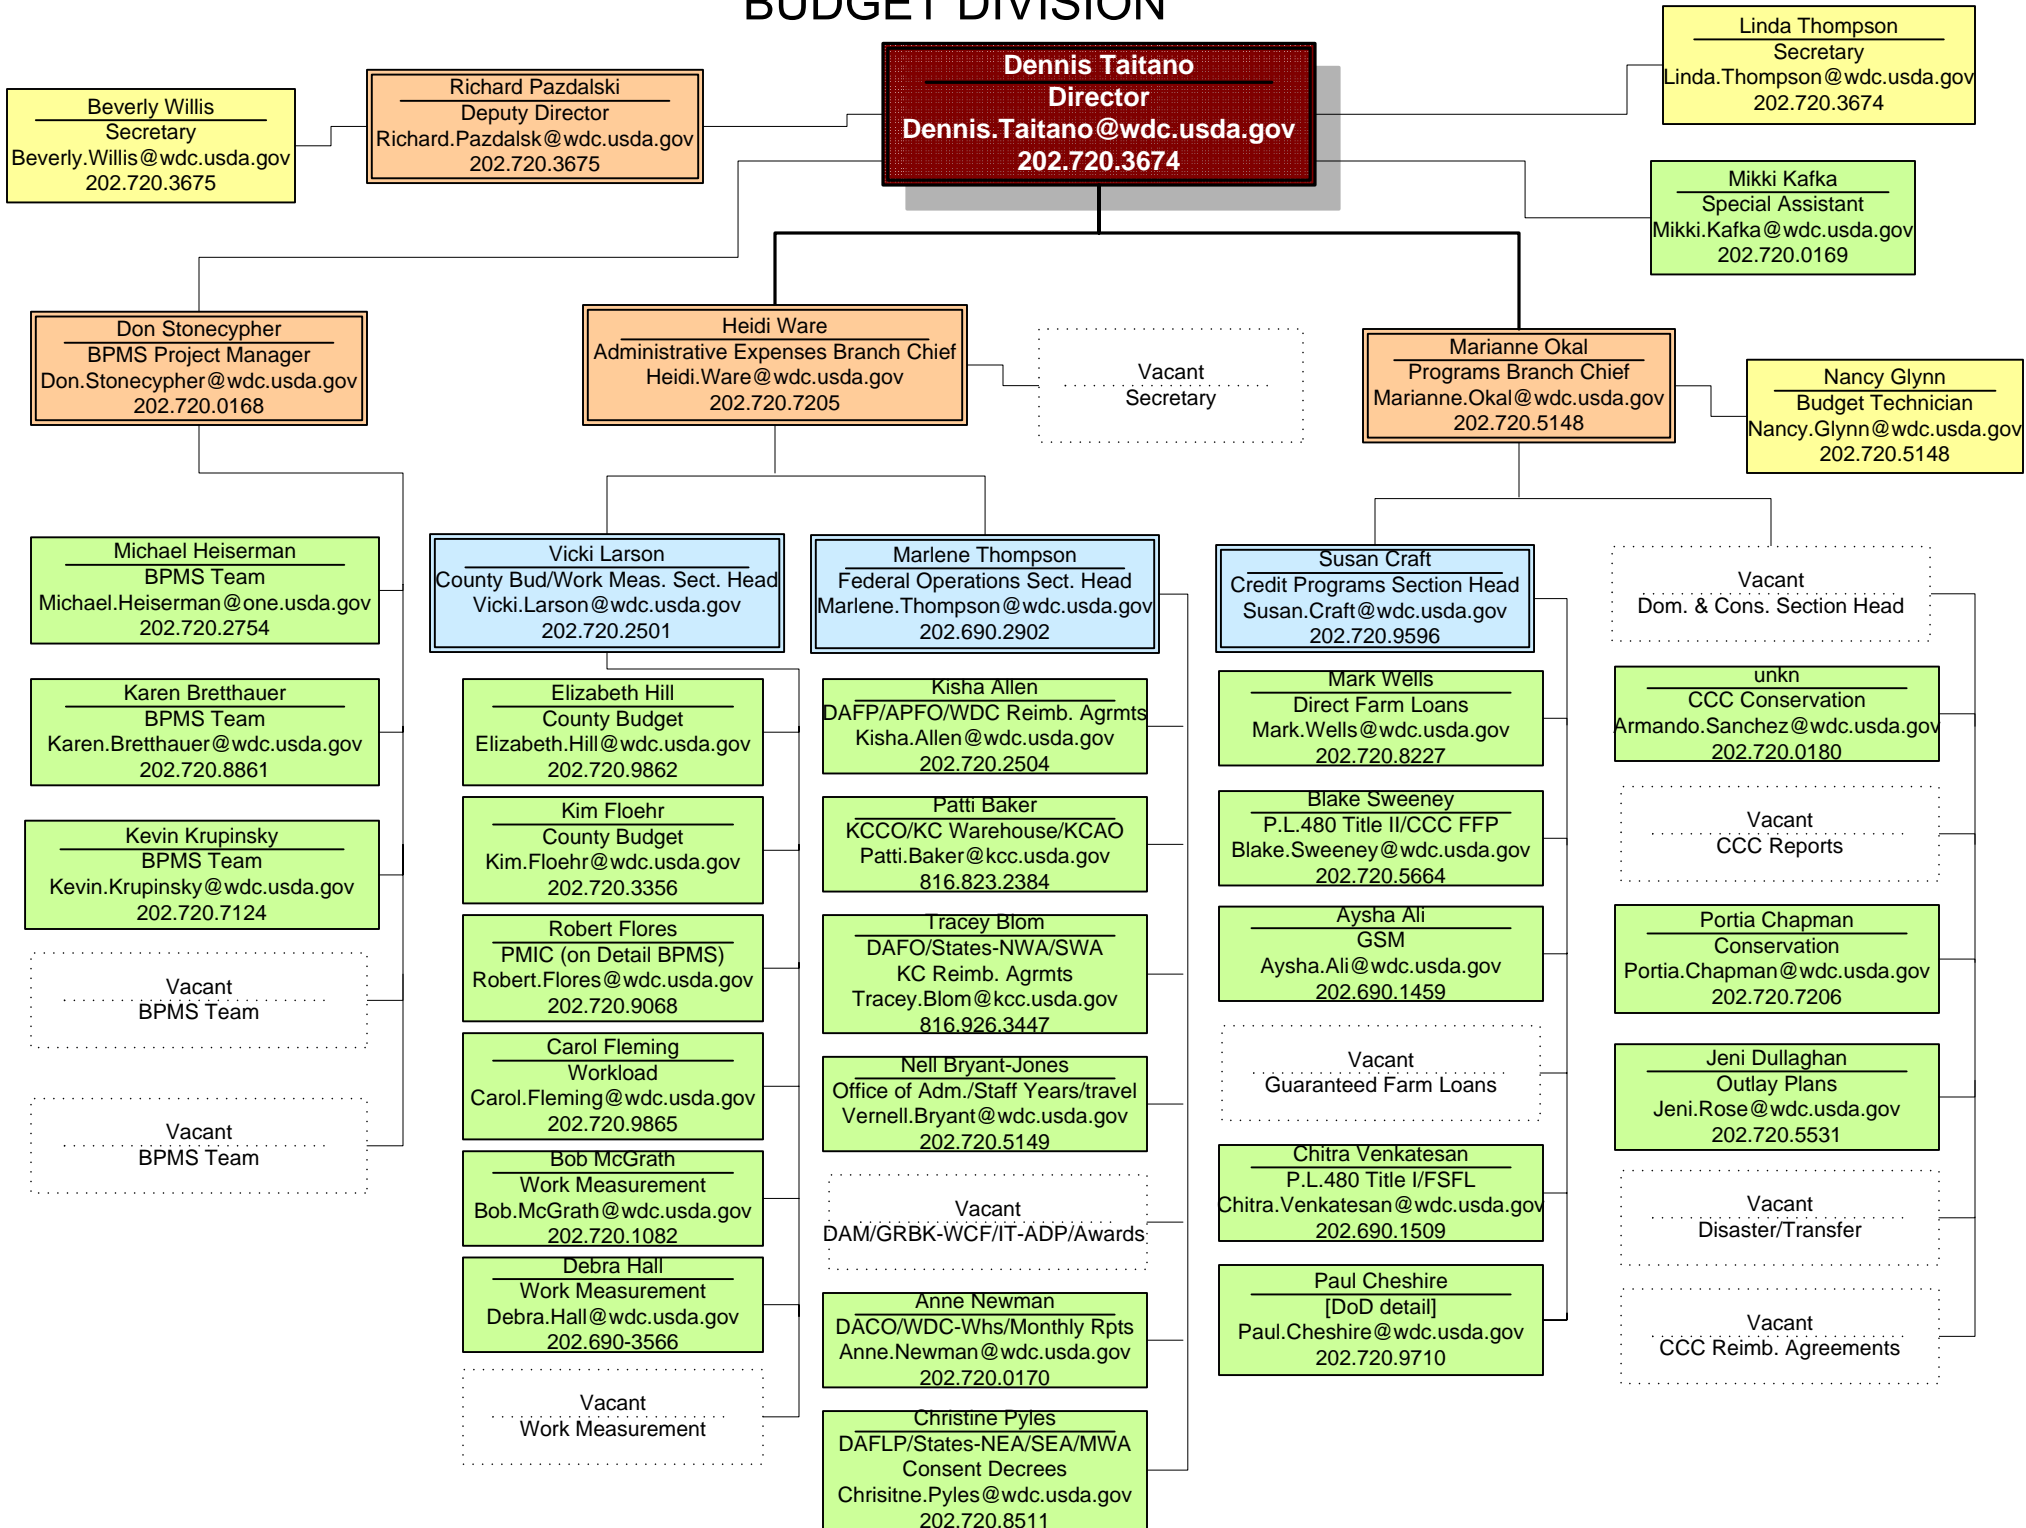 BUDGET DIVISION
Dennis Taitano
Director
Dennis.Taitano@wdc.usda.gov
202.720.3674
Linda Thompson
Secretary
Linda.Thompson@wdc.usda.gov
202.720.3674
Richard Pazdalski
Deputy Director
Richard.Pazdalsk@wdc.usda.gov
202.720.3675
Beverly Willis
Secretary
Beverly.Willis@wdc.usda.gov
202.720.3675
Mikki Kafka
Special Assistant
Mikki.Kafka@wdc.usda.gov
202.720.0169
Don Stonecypher
BPMS Project Manager
Don.Stonecypher@wdc.usda.gov
202.720.0168
Heidi Ware
Administrative Expenses Branch Chief
Heidi.Ware@wdc.usda.gov
202.720.7205
Vacant
Secretary
Marianne Okal
Programs Branch Chief
Marianne.Okal@wdc.usda.gov
202.720.5148
Nancy Glynn
Budget Technician
Nancy.Glynn@wdc.usda.gov
202.720.5148
Michael Heiserman
BPMS Team
Michael.Heiserman@one.usda.gov
202.720.2754
Karen Bretthauer
BPMS Team
Karen.Bretthauer@wdc.usda.gov
202.720.8861
Kevin Krupinsky
BPMS Team
Kevin.Krupinsky@wdc.usda.gov
202.720.7124
Vacant
BPMS Team
Vacant
BPMS Team
Vicki Larson
County Bud/Work Meas. Sect. Head
Vicki.Larson@wdc.usda.gov
202.720.2501
Elizabeth Hill
County Budget
Elizabeth.Hill@wdc.usda.gov
202.720.9862
Kim Floehr
County Budget
Kim.Floehr@wdc.usda.gov
202.720.3356
Robert Flores
PMIC (on Detail BPMS)
Robert.Flores@wdc.usda.gov
202.720.9068
Carol Fleming
Workload
Carol.Fleming@wdc.usda.gov
202.720.9865
Bob McGrath
Work Measurement
Bob.McGrath@wdc.usda.gov
202.720.1082
Debra Hall
Work Measurement
Debra.Hall@wdc.usda.gov
202.690-3566
Vacant
Work Measurement
Marlene Thompson
Federal Operations Sect. Head
Marlene.Thompson@wdc.usda.gov
202.690.2902
Kisha Allen
DAFP/APFO/WDC Reimb. Agrmts
Kisha.Allen@wdc.usda.gov
202.720.2504
Patti Baker
KCCO/KC Warehouse/KCAO
Patti.Baker@kcc.usda.gov
816.823.2384
Tracey Blom
DAFO/States-NWA/SWA
KC Reimb. Agrmts
Tracey.Blom@kcc.usda.gov
816.926.3447
Nell Bryant-Jones
Office of Adm./Staff Years/travel
Vernell.Bryant@wdc.usda.gov
202.720.5149
Vacant
DAM/GRBK-WCF/IT-ADP/Awards
Anne Newman
DACO/WDC-Whs/Monthly Rpts
Anne.Newman@wdc.usda.gov
202.720.0170
Christine Pyles
DAFLP/States-NEA/SEA/MWA
Consent Decrees
Chrisitne.Pyles@wdc.usda.gov
202.720.8511
Susan Craft
Credit Programs Section Head
Susan.Craft@wdc.usda.gov
202.720.9596
Mark Wells
Direct Farm Loans
Mark.Wells@wdc.usda.gov
202.720.8227
Blake Sweeney
P.L.480 Title II/CCC FFP
Blake.Sweeney@wdc.usda.gov
202.720.5664
Aysha Ali
GSM
Aysha.Ali@wdc.usda.gov
202.690.1459
Vacant
Guaranteed Farm Loans
Chitra Venkatesan
P.L.480 Title I/FSFL
Chitra.Venkatesan@wdc.usda.gov
202.690.1509
Paul Cheshire
[DoD detail]
Paul.Cheshire@wdc.usda.gov
202.720.9710
Vacant
Dom. & Cons. Section Head
unkn
CCC Conservation
Armando.Sanchez@wdc.usda.gov
202.720.0180
Vacant
CCC Reports
Portia Chapman
Conservation
Portia.Chapman@wdc.usda.gov
202.720.7206
Jeni Dullaghan
Outlay Plans
Jeni.Rose@wdc.usda.gov
202.720.5531
Vacant
Disaster/Transfer
Vacant
CCC Reimb. Agreements